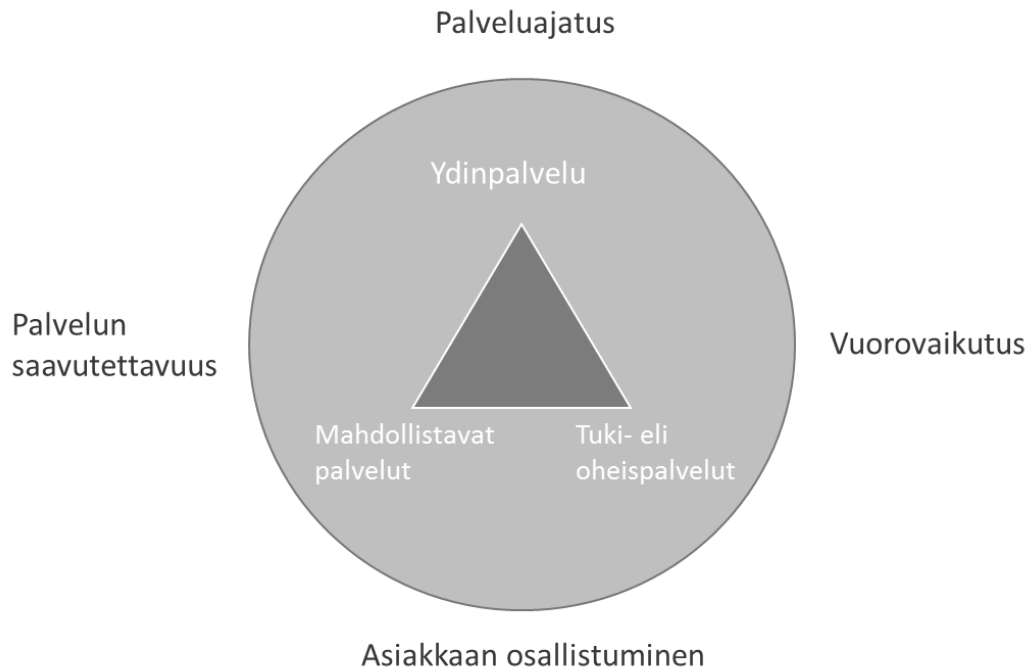 Palveluajatus
Ydinpalvelu
Palvelun
saavutettavuus
Vuorovaikutus
Mahdollistavat
palvelut
Tuki- eli
oheispalvelut
Asiakkaan osallistuminen